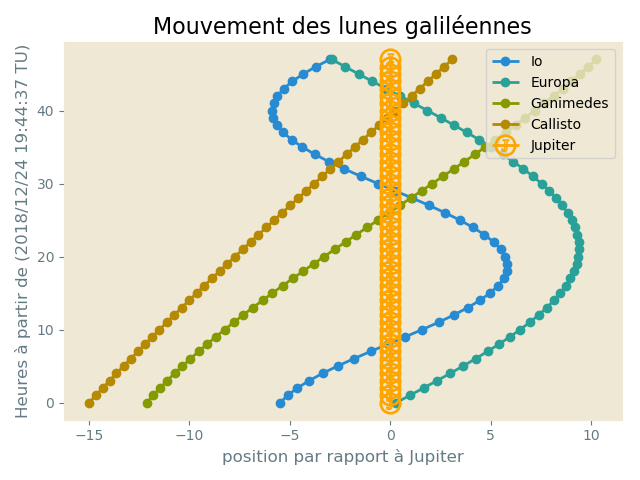 Mouvement des lunes galiléennes
Heures à partir de (2018/12/24 19:44:37 TU)
40
30
20
10
0
Io
Europa
Ganimedes
Callisto
Jupiter
−15
−10
−5
0
5
10
position par rapport à Jupiter